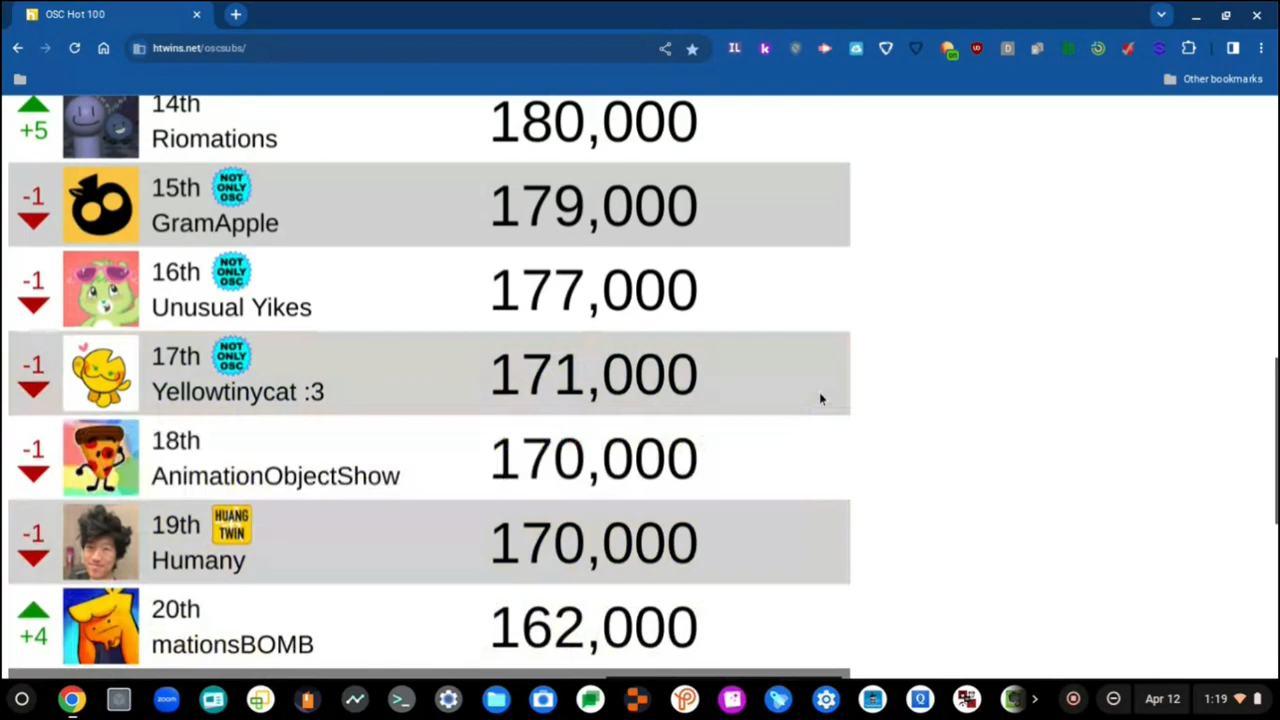 OSC Hot 100
htwins.net/oscsubs/
Other bookmarks
+5
14th
Riomations
180,000
-1
15th
NOT ONLY OSC
GramApple
179,000
-1
16th
NOT ONLY OSC
Unusual Yikes
177,000
-1
17th
NOT ONLY OSC
Yellowtinycat :3
171,000
-1
18th
AnimationObjectShow
170,000
-1
19th
HUANG TWIN
Humany
170,000
+4
20th
mationsBOMB
162,000
zoom
Apr 12
1:19